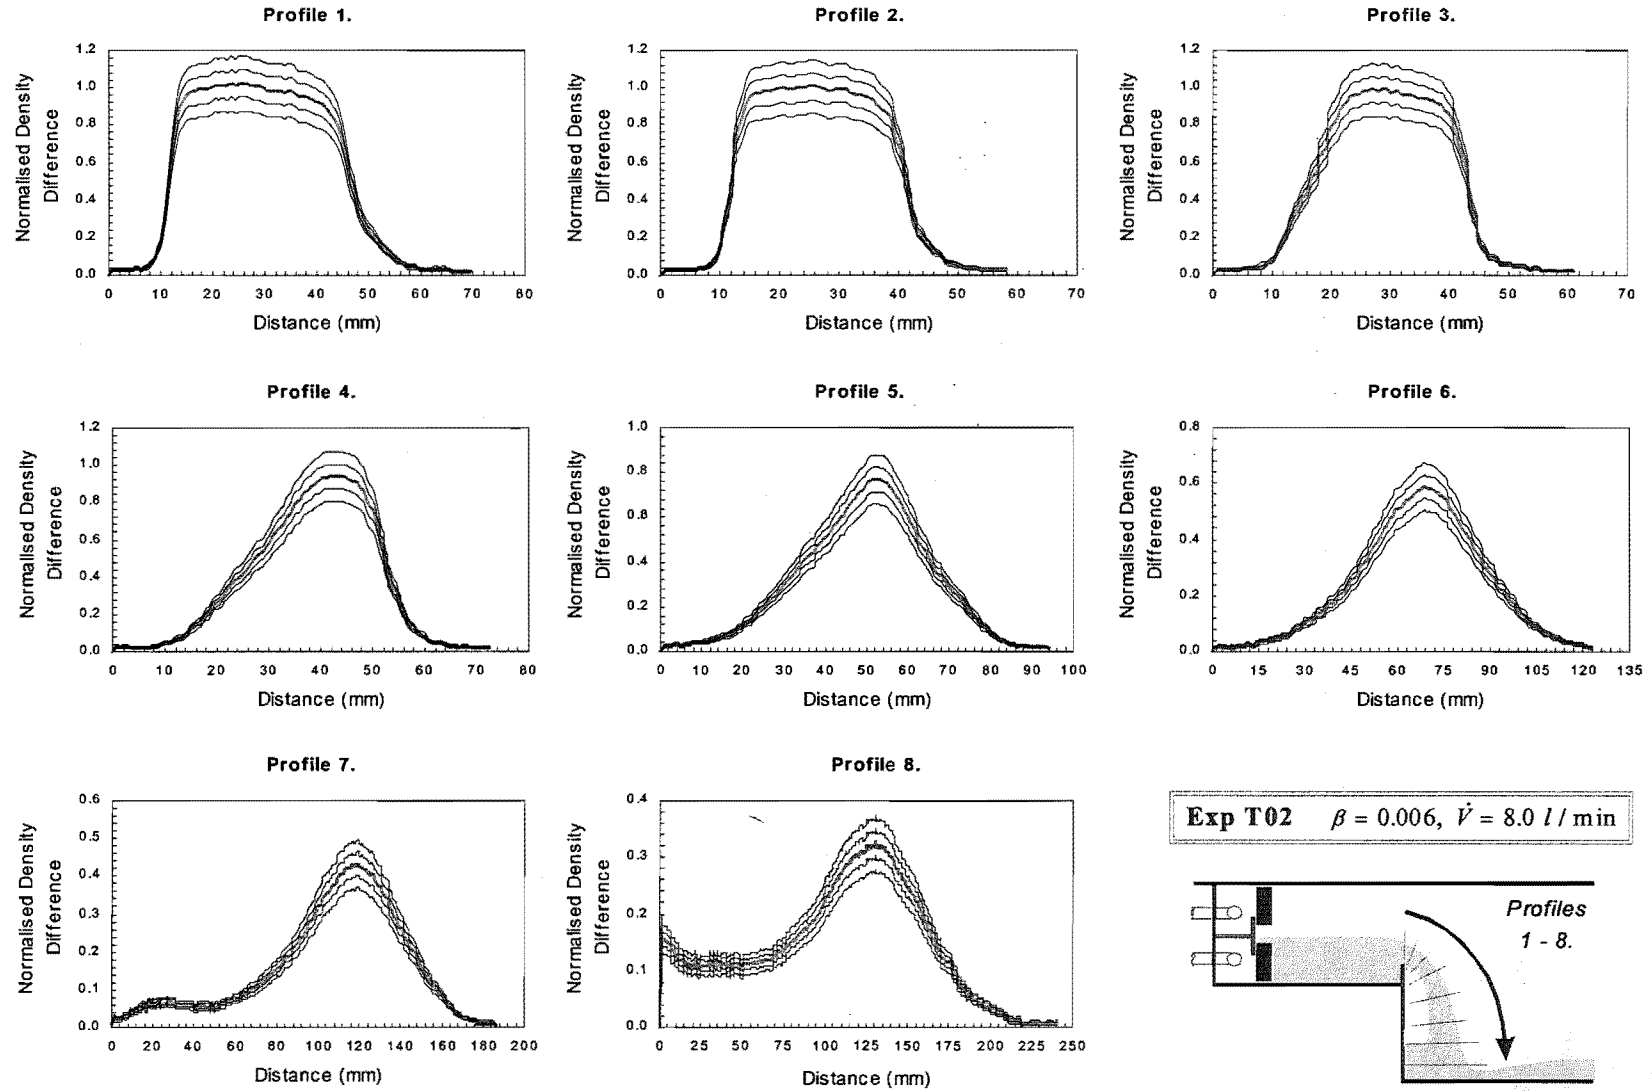 Profile 1.
Normalised Density
Difference
1.2
1.0
0.8
0.6
0.4
0.2
0.0
0 10 20 30 40 50 60 70 80
Distance (mm)
Profile 2.
Normalised Density
Difference
1.2
1.0
0.8
0.6
0.4
0.2
0.0
0 10 20 30 40 50 60 70
Distance (mm)
Profile 3.
Normalised Density
Difference
1.2
1.0
0.8
0.6
0.4
0.2
0.0
0 10 20 30 40 50 60 70
Distance (mm)
Profile 4.
Normalised Density
Difference
1.2
1.0
0.8
0.6
0.4
0.2
0.0
0 10 20 30 40 50 60 70 80
Distance (mm)
Profile 5.
Normalised Density
Difference
1.0
0.8
0.6
0.4
0.2
0.0
0 10 20 30 40 50 60 70 80 90 100
Distance (mm)
Profile 6.
Normalised Density
Difference
0.8
0.6
0.4
0.2
0.0
0 15 30 45 60 75 90 105 120 135
Distance (mm)
Profile 7.
Normalised Density
Difference
0.6
0.5
0.4
0.3
0.2
0.1
0.0
0 20 40 60 80 100 120 140 160 180 200
Distance (mm)
Profile 8.
Normalised Density
Difference
0.4
0.3
0.2
0.1
0.0
0 25 50 75 100 125 150 175 200 225 250
Distance (mm)
Exp T02 β = 0.006, V̇ = 8.0 l / min
Profiles
1 - 8.